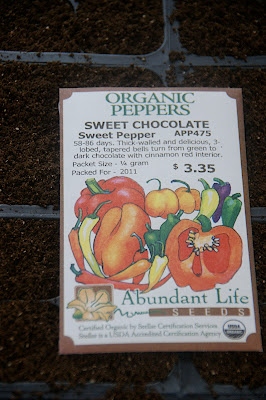 ORGANIC
PEPPERS
SWEET CHOCOLATE
Sweet Pepper APP475
58-86 days. Thick-walled and delicious, 3-
lobed, tapered bells turn from green to
dark chocolate with cinnamon red interior.
Packet Size - ¼ gram
Packed For - 2011
$ 3.35
Abundant Life
SEEDS
Certified Organic by Stellar Certification Services
Stellar is a USDA Accredited Certification Agency
USDA
ORGANIC